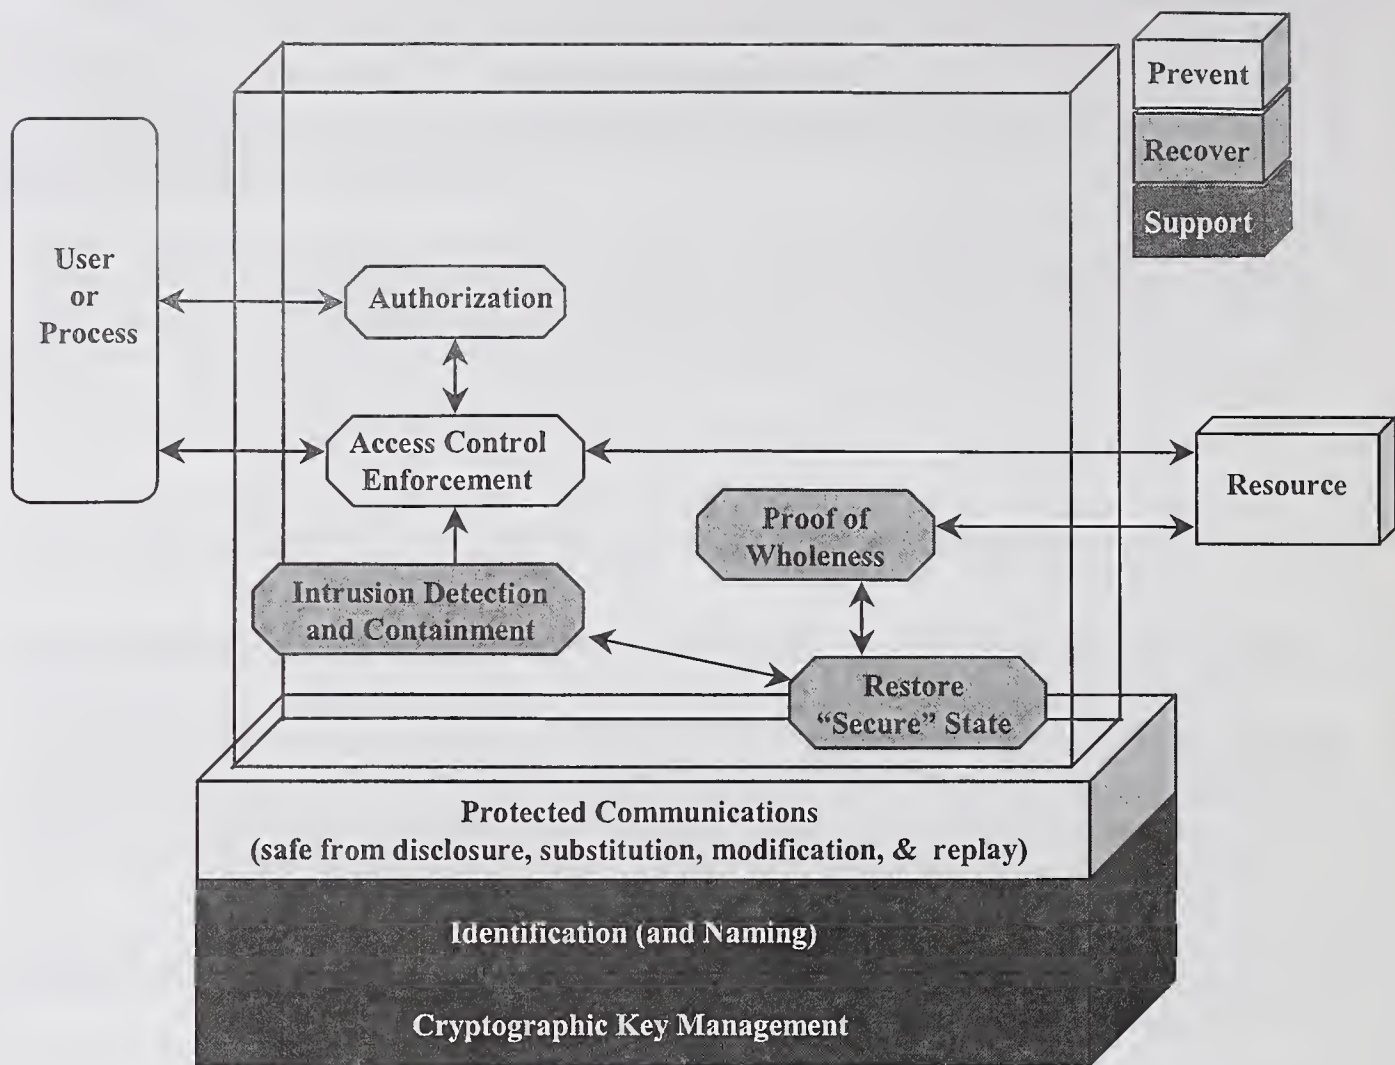 Prevent
Recover
Support
User
or
Process
Authorization
Access Control
Enforcement
Resource
Proof of
Wholeness
Intrusion Detection
and Containment
Restore
“Secure” State
Protected Communications
(safe from disclosure, substitution, modification, & replay)
Identification (and Naming)
Cryptographic Key Management